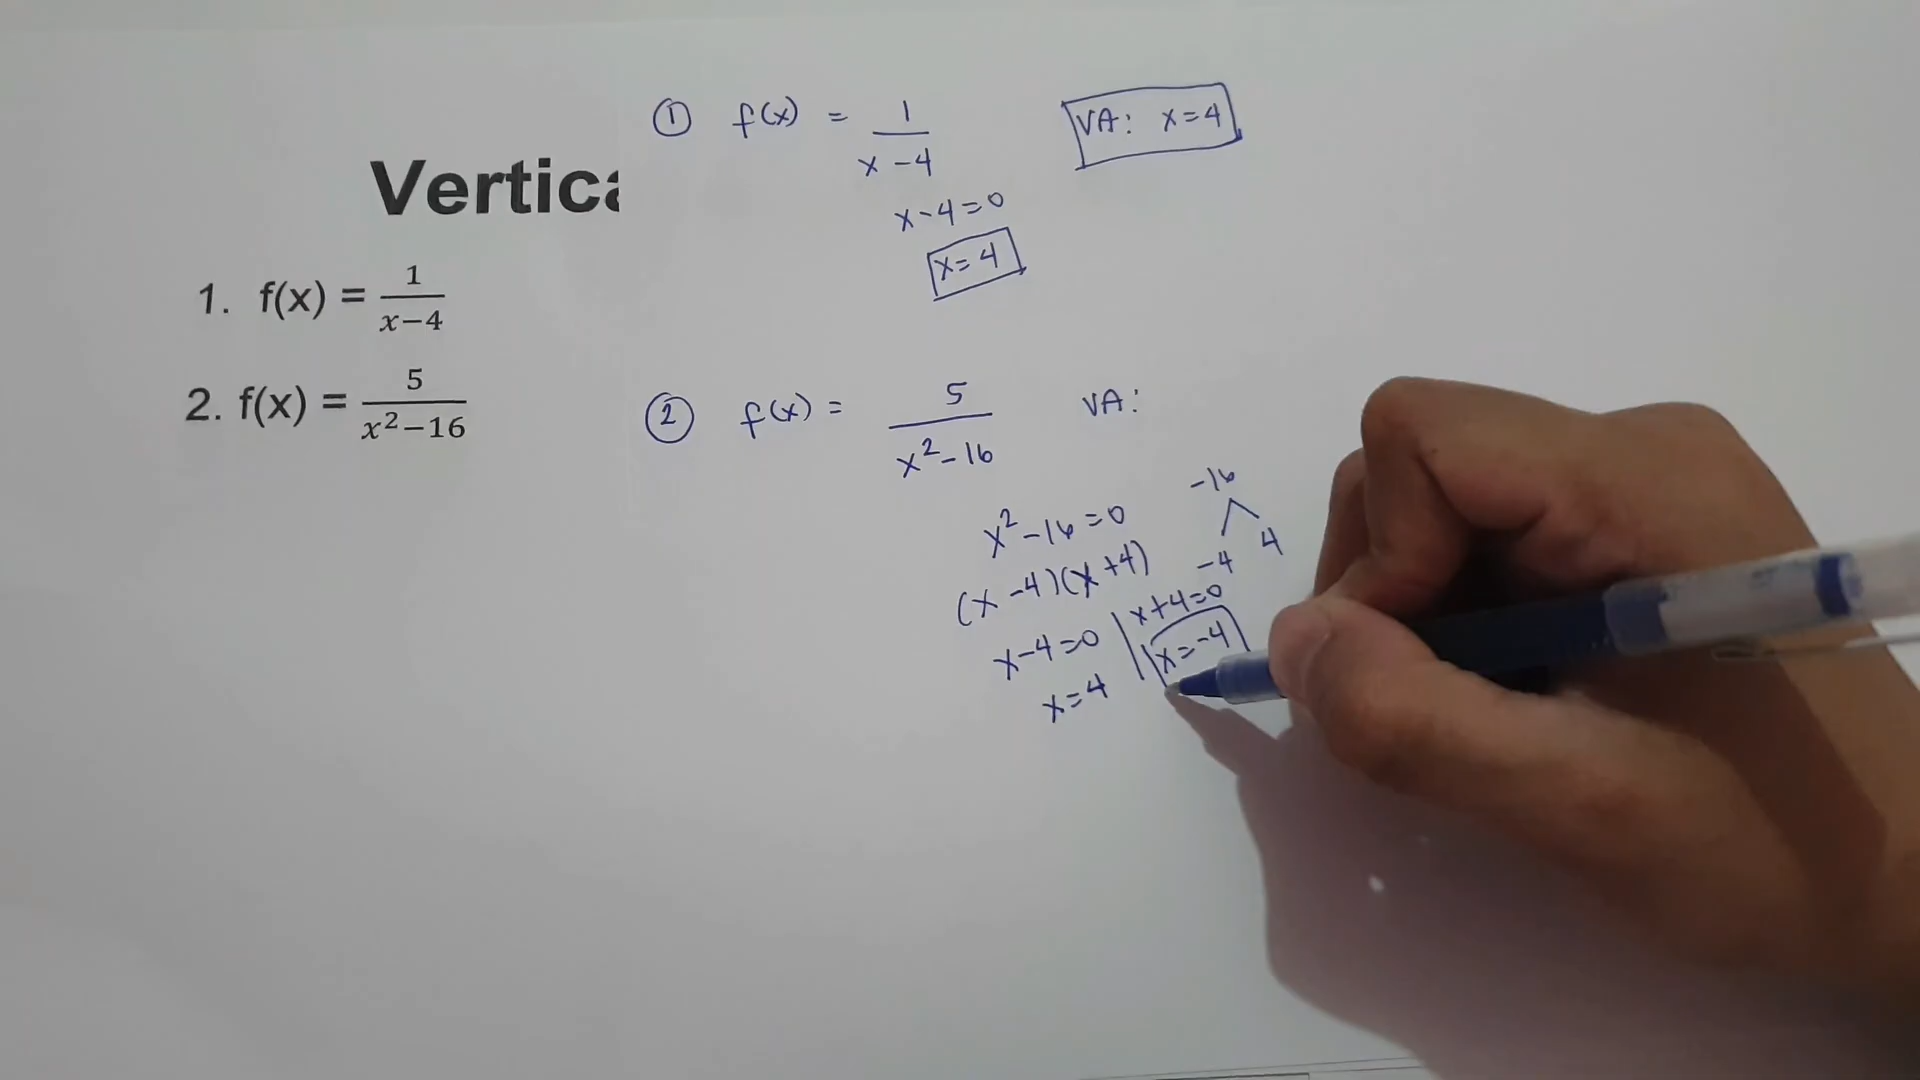 Vertica
1. f(x) = 1/(x−4)
2. f(x) = 5/(x²−16)
① f(x) = 1/(x-4)
VA: x=4
x-4=0
x=4
② f(x) = 5/(x²-16)
VA:
x²-16=0
-16
-4 4
(x-4)(x+4)
x-4=0 | x+4=0
x=4 | x=-4